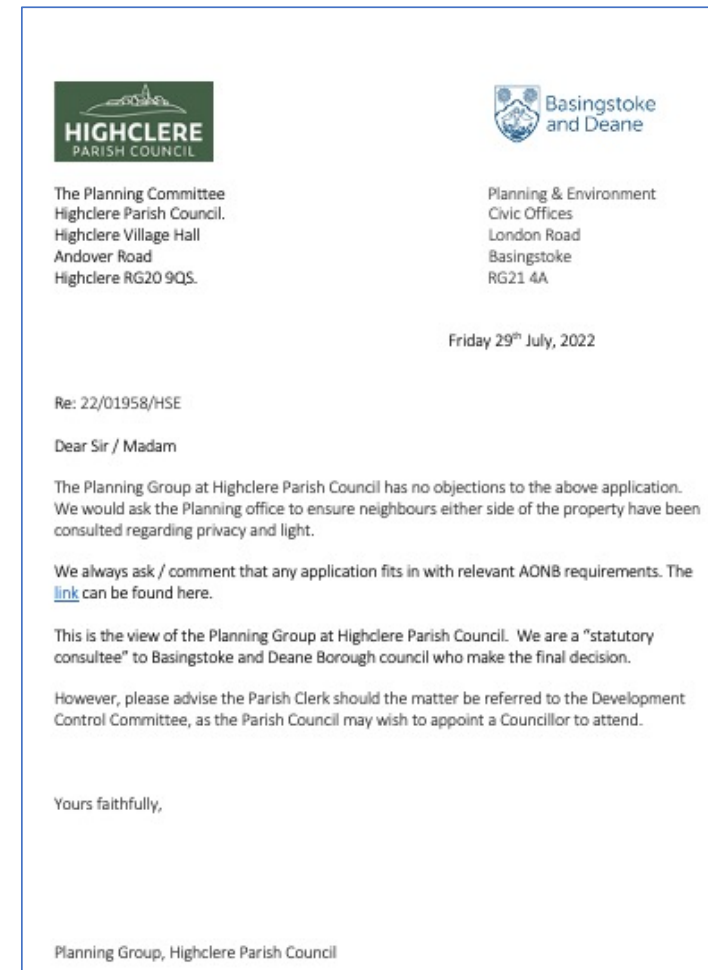 HIGHCLERE
PARISH COUNCIL
Basingstoke
and Deane
The Planning Committee
Highclere Parish Council.
Highclere Village Hall
Andover Road
Highclere RG20 9QS.
Planning & Environment
Civic Offices
London Road
Basingstoke
RG21 4A
Friday 29th July, 2022
Re: 22/01958/HSE
Dear Sir / Madam
The Planning Group at Highclere Parish Council has no objections to the above application.
We would ask the Planning office to ensure neighbours either side of the property have been
consulted regarding privacy and light.
We always ask / comment that any application fits in with relevant AONB requirements. The
link can be found here.
This is the view of the Planning Group at Highclere Parish Council. We are a “statutory
consultee” to Basingstoke and Deane Borough council who make the final decision.
However, please advise the Parish Clerk should the matter be referred to the Development
Control Committee, as the Parish Council may wish to appoint a Councillor to attend.
Yours faithfully,
Planning Group, Highclere Parish Council